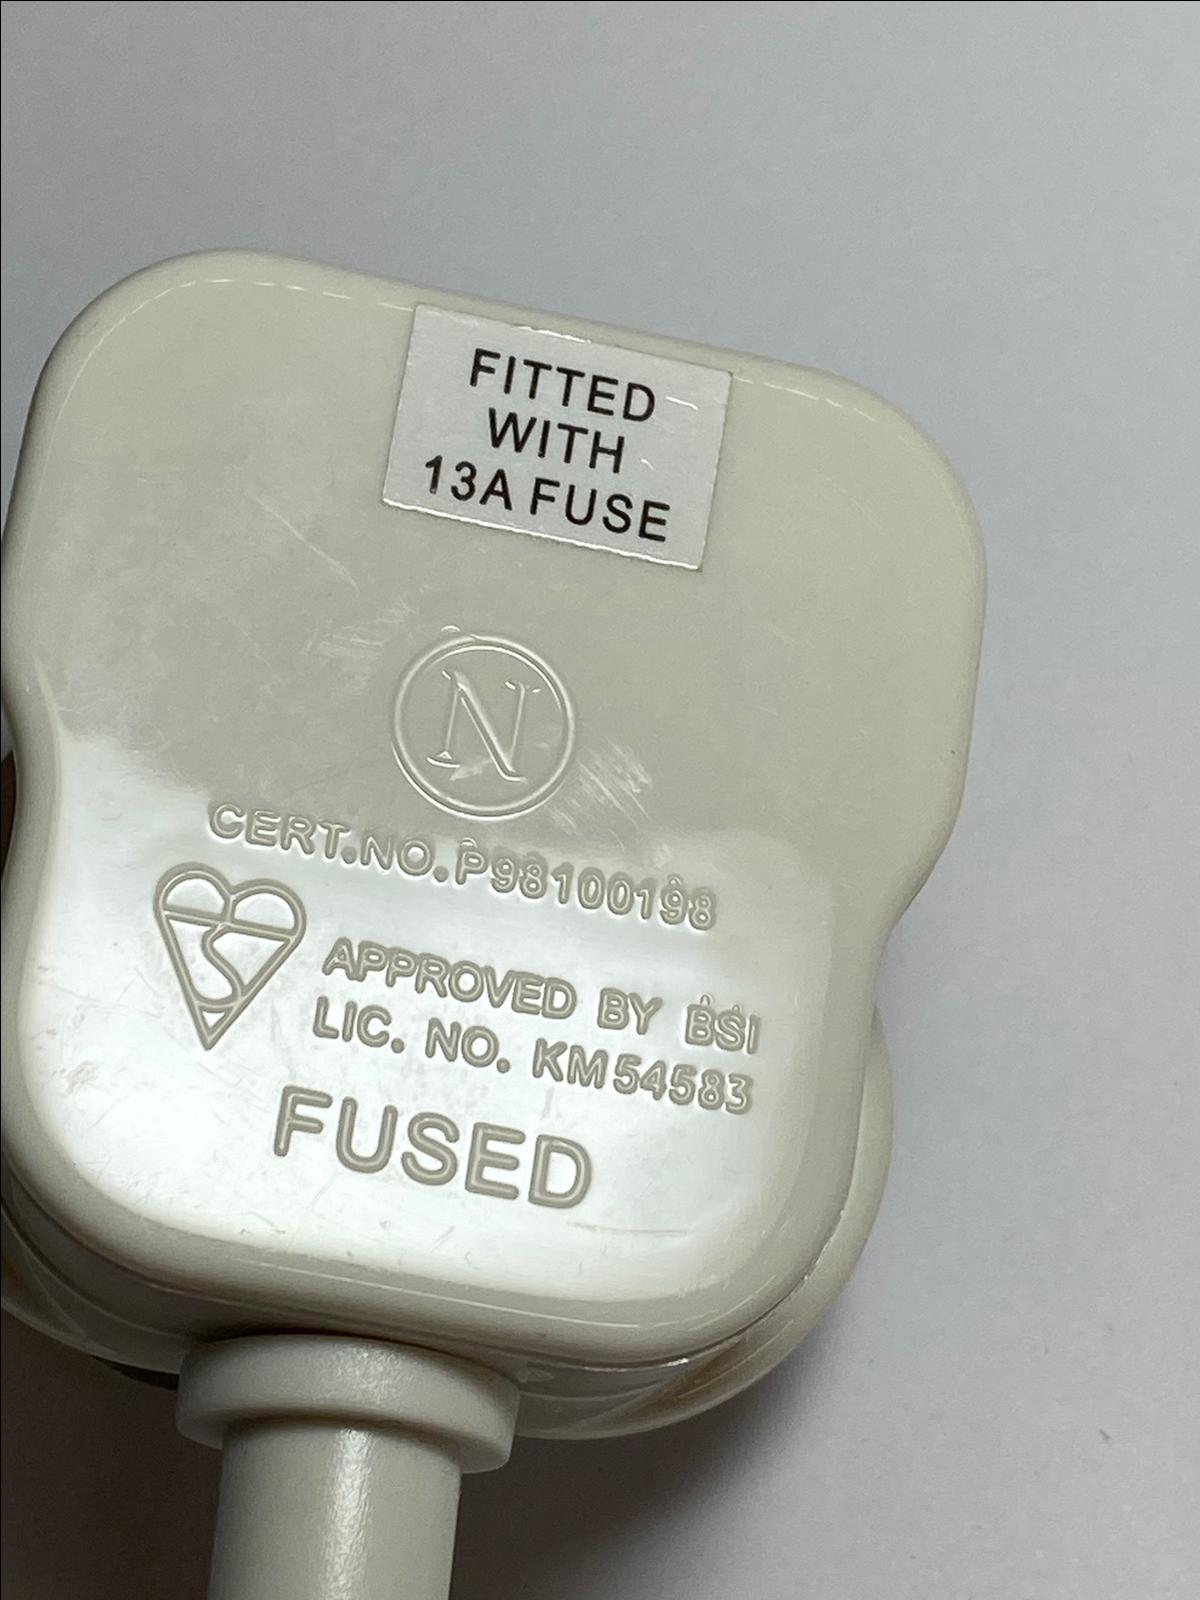 FITTED
WITH
13A FUSE
N
CERT.NO.P98100198
APPROVED BY BSI
LIC. NO. KM54583
FUSED